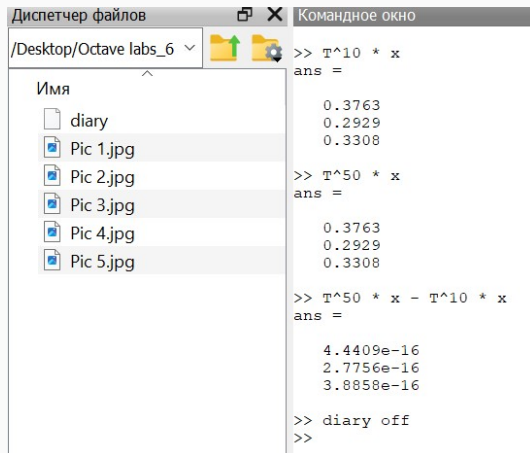 Диспетчер файлов
/Desktop/Octave labs_6
Имя
diary
Pic 1.jpg
Pic 2.jpg
Pic 3.jpg
Pic 4.jpg
Pic 5.jpg
Командное окно
>> T^10 * x
ans =
0.3763
0.2929
0.3308
>> T^50 * x
ans =
0.3763
0.2929
0.3308
>> T^50 * x - T^10 * x
ans =
4.4409e-16
2.7756e-16
3.8858e-16
>> diary off
>>